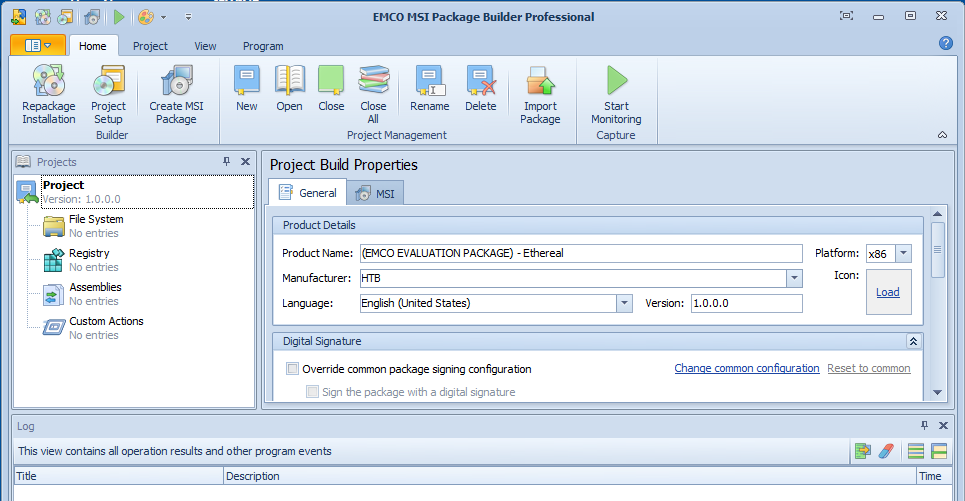 EMCO MSI Package Builder Professional
Home Project View Program
Repackage Installation
Project Setup
Create MSI Package
New
Open
Close
Close All
Rename
Delete
Import Package
Start Monitoring
Builder
Project Management
Capture
Projects
Project
Version: 1.0.0.0
File System
No entries
Registry
No entries
Assemblies
No entries
Custom Actions
No entries
Project Build Properties
General MSI
Product Details
Product Name: (EMCO EVALUATION PACKAGE) - Ethereal Platform: x86
Manufacturer: HTB Icon: Load
Language: English (United States) Version: 1.0.0.0
Digital Signature
Override common package signing configuration Change common configuration Reset to common
Sign the package with a digital signature
Log
This view contains all operation results and other program events
Title Description Time